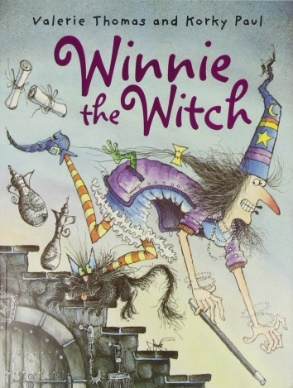 Valerie Thomas and Korky Paul
Winnie
the Witch